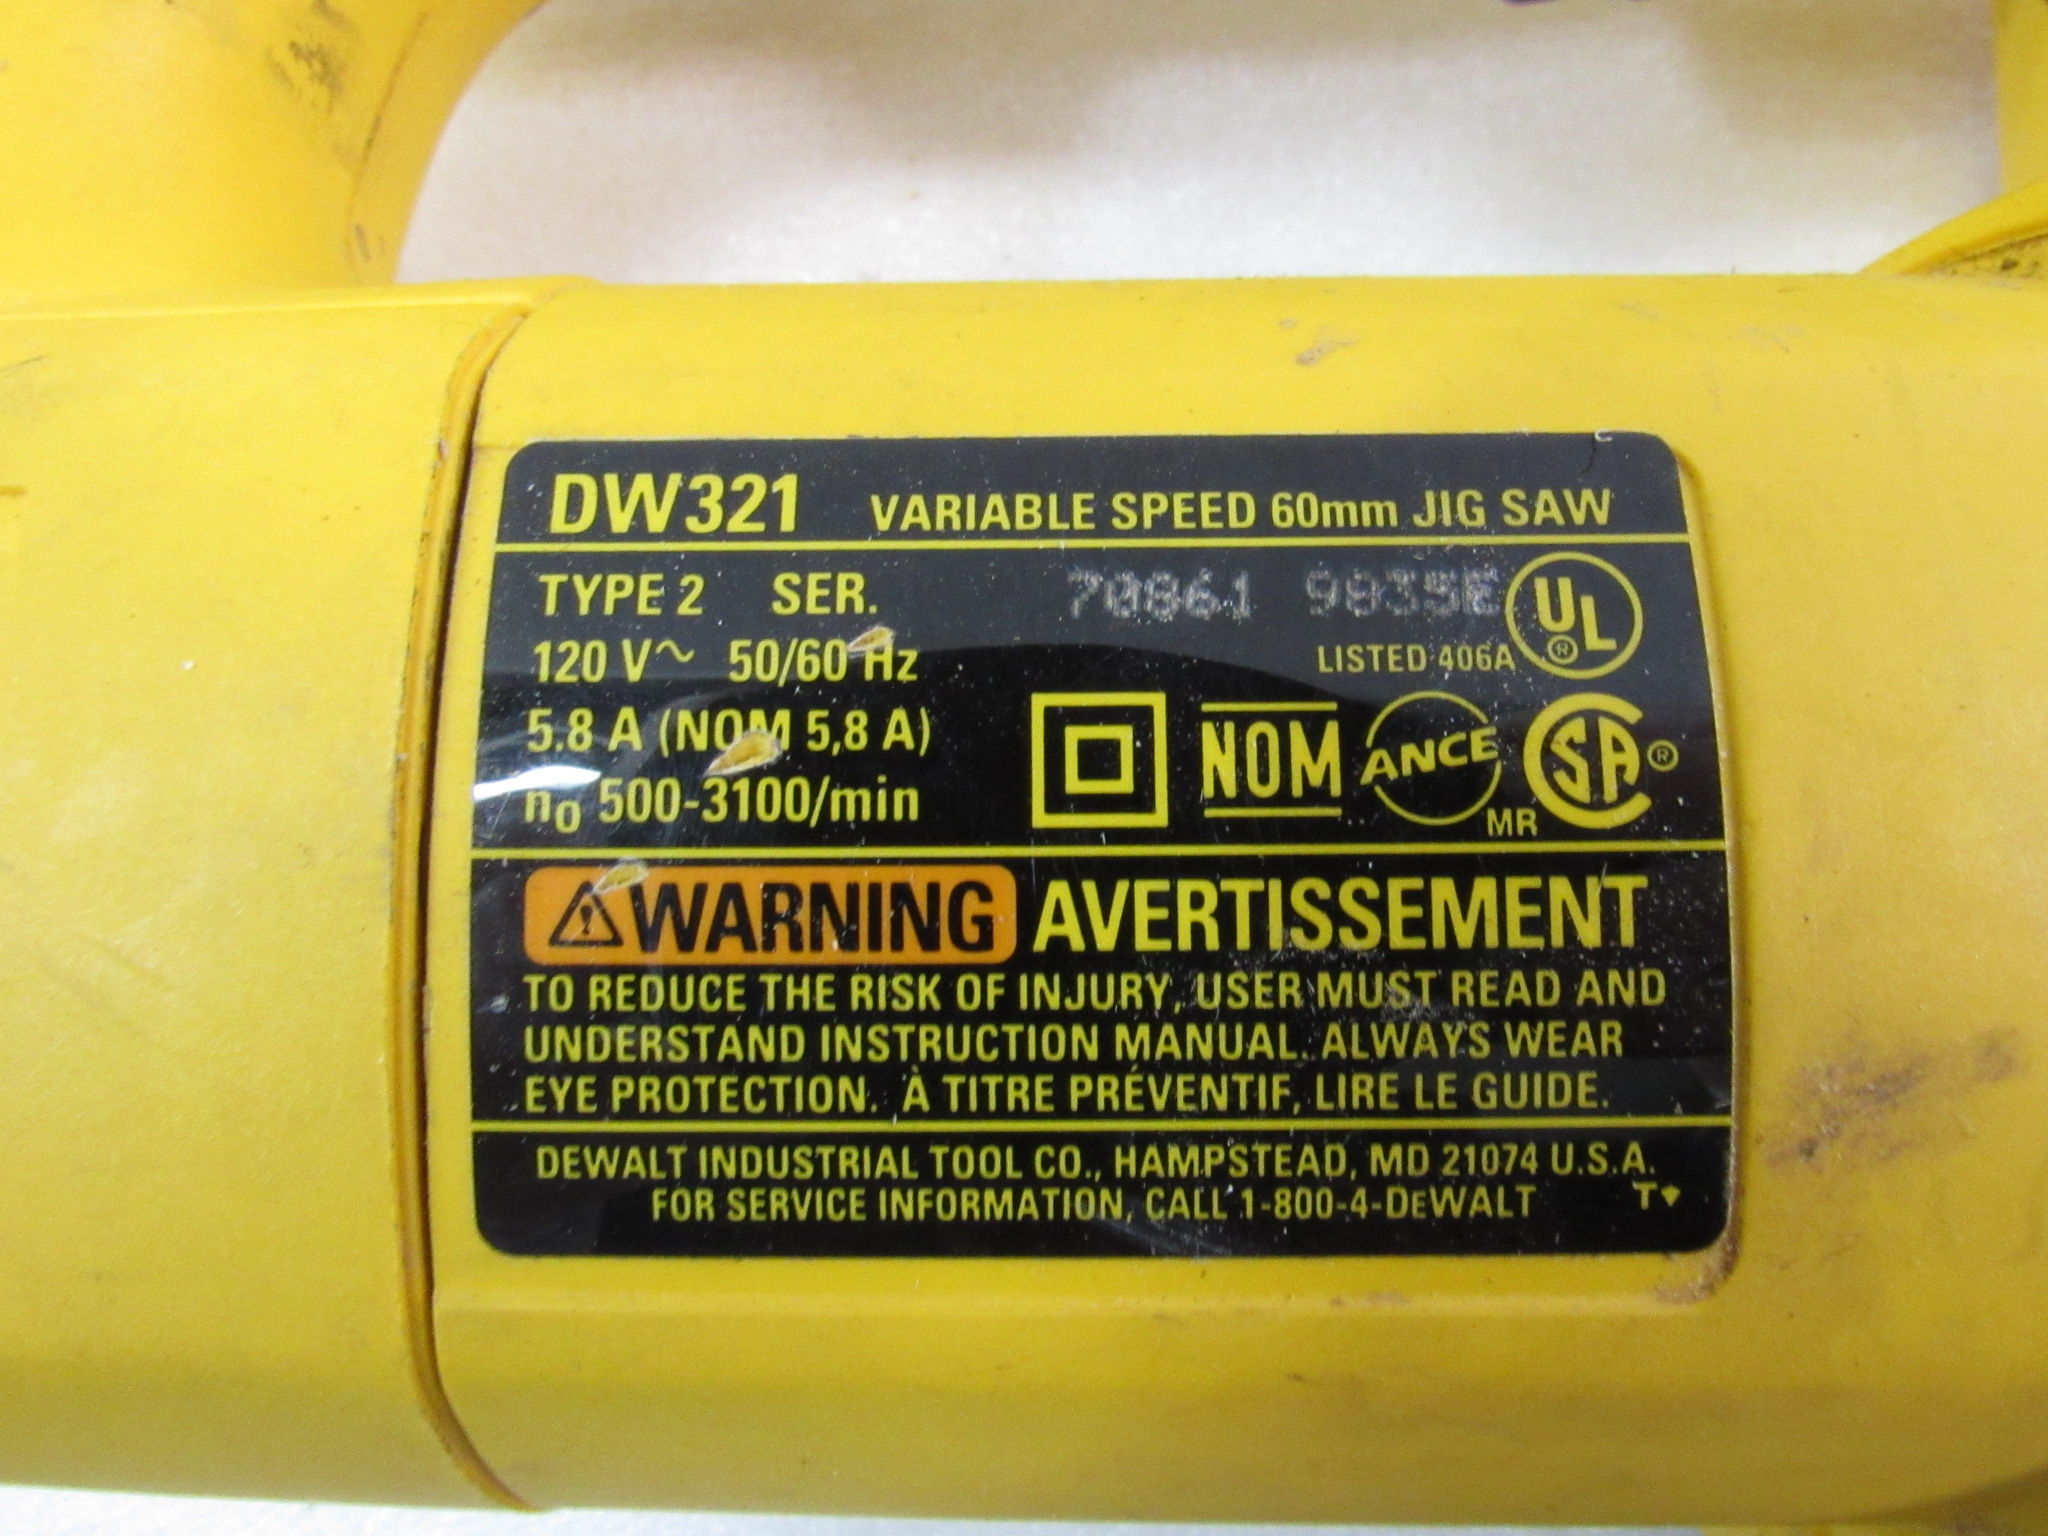 DW321 VARIABLE SPEED 60mm JIG SAW
TYPE 2 SER. 70861 9835E
120 V~ 50/60 Hz
LISTED 406A
UL®
5.8 A (NOM 5,8 A)
n₀ 500-3100/min
NOM
ANCE
MR
CSA®
⚠WARNING AVERTISSEMENT
TO REDUCE THE RISK OF INJURY, USER MUST READ AND
UNDERSTAND INSTRUCTION MANUAL. ALWAYS WEAR
EYE PROTECTION. À TITRE PRÉVENTIF, LIRE LE GUIDE.
DEWALT INDUSTRIAL TOOL CO., HAMPSTEAD, MD 21074 U.S.A.
FOR SERVICE INFORMATION, CALL 1-800-4-DEWALT T♦